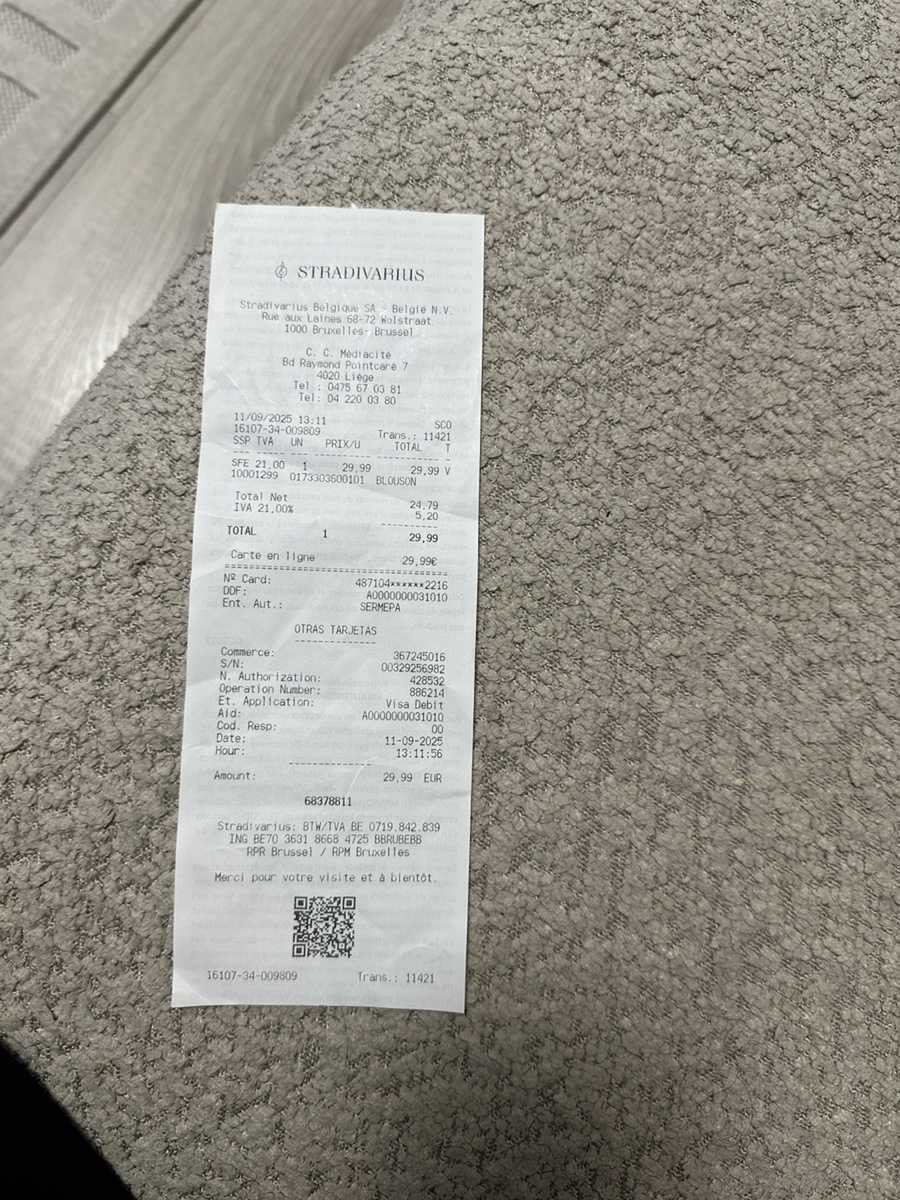 STRADIVARIUS
Stradivarius Belgique SA - België N.V.
Rue aux Laines 68-72 Wolstraat
1000 Bruxelles- Brussel
C. C. Médiacité
Bd Raymond Poincaré 7
4020 Liège
Tel : 0475 67 03 81
Tel: 04 220 03 80
11/09/2025 13:11 SCO
16107-34-009809 Trans.: 11421
SSP TVA UN PRIX/U TOTAL T
SFE 21,00 1 29,99 29,99 V
10001299 0173303600101 BLOUSON
Total Net 24,79
IVA 21,00% 5,20
TOTAL 1 29,99
Carte en ligne 29,99€
Nº Card: 487104******2216
DDF: A0000000031010
Ent. Aut.: SERMEPA
OTRAS TARJETAS
Commerce: 367245016
S/N: 00329256982
N. Authorization: 428532
Operation Number: 886214
Et. Application: Visa Debit
Aid: A0000000031010
Cod. Resp: 00
Date: 11-09-2025
Hour: 13:11:56
Amount: 29,99 EUR
68378811
Stradivarius: BTW/TVA BE 0719.842.839
ING BE70 3631 8668 4725 BBRUBEBB
RPR Brussel / RPM Bruxelles
Merci pour votre visite et à bientôt.
16107-34-009809 Trans.: 11421